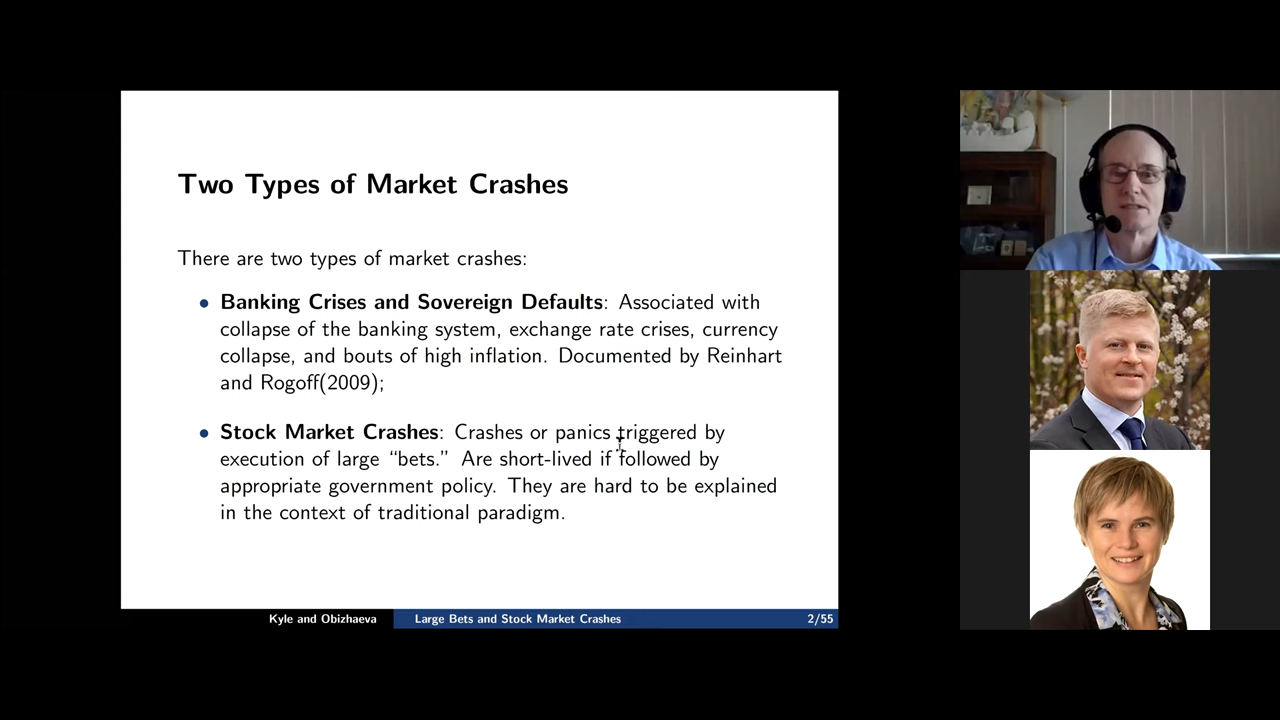 Two Types of Market Crashes
There are two types of market crashes:
• Banking Crises and Sovereign Defaults: Associated with
collapse of the banking system, exchange rate crises, currency
collapse, and bouts of high inflation. Documented by Reinhart
and Rogoff(2009);
• Stock Market Crashes: Crashes or panics triggered by
execution of large “bets.” Are short-lived if followed by
appropriate government policy. They are hard to be explained
in the context of traditional paradigm.
Kyle and Obizhaeva Large Bets and Stock Market Crashes 2/55